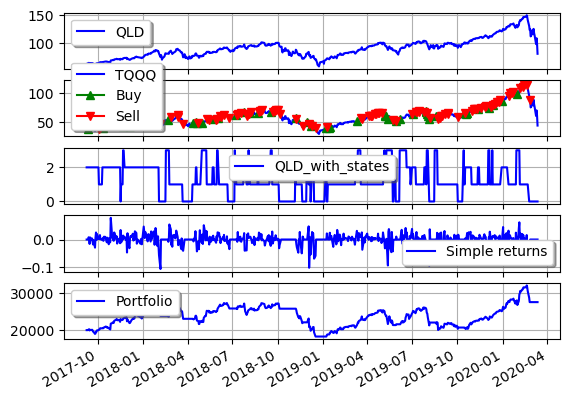 150
QLD
100
TQQQ
100
Buy
50
Sell
2
QLD_with_states
0
0.0
Simple returns
−0.1
30000
Portfolio
20000
2017-10 2018-01 2018-04 2018-07 2018-10 2019-01 2019-04 2019-07 2019-10 2020-01 2020-04